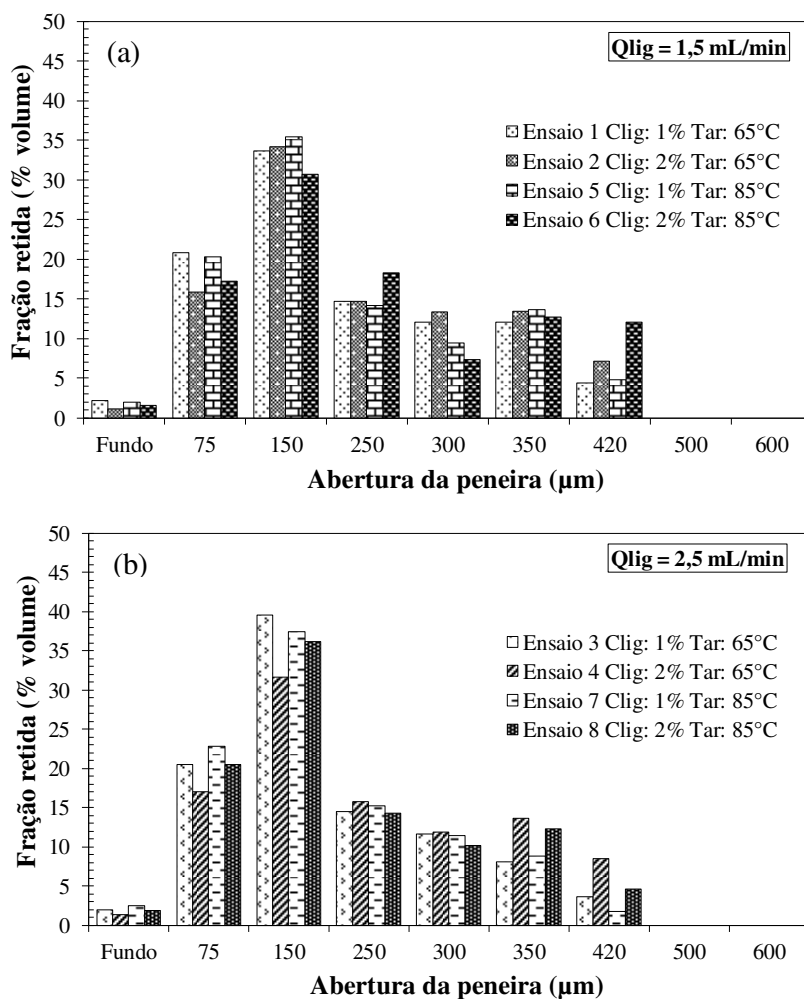 (a)
Qlig = 1,5 mL/min
50
45
40
35
30
25
20
15
10
5
0
Fração retida (% volume)
Ensaio 1 Clig: 1% Tar: 65°C
Ensaio 2 Clig: 2% Tar: 65°C
Ensaio 5 Clig: 1% Tar: 85°C
Ensaio 6 Clig: 2% Tar: 85°C
Fundo 75 150 250 300 350 420 500 600
Abertura da peneira (µm)
(b)
Qlig = 2,5 mL/min
50
45
40
35
30
25
20
15
10
5
0
Fração retida (% volume)
Ensaio 3 Clig: 1% Tar: 65°C
Ensaio 4 Clig: 2% Tar: 65°C
Ensaio 7 Clig: 1% Tar: 85°C
Ensaio 8 Clig: 2% Tar: 85°C
Fundo 75 150 250 300 350 420 500 600
Abertura da peneira (µm)